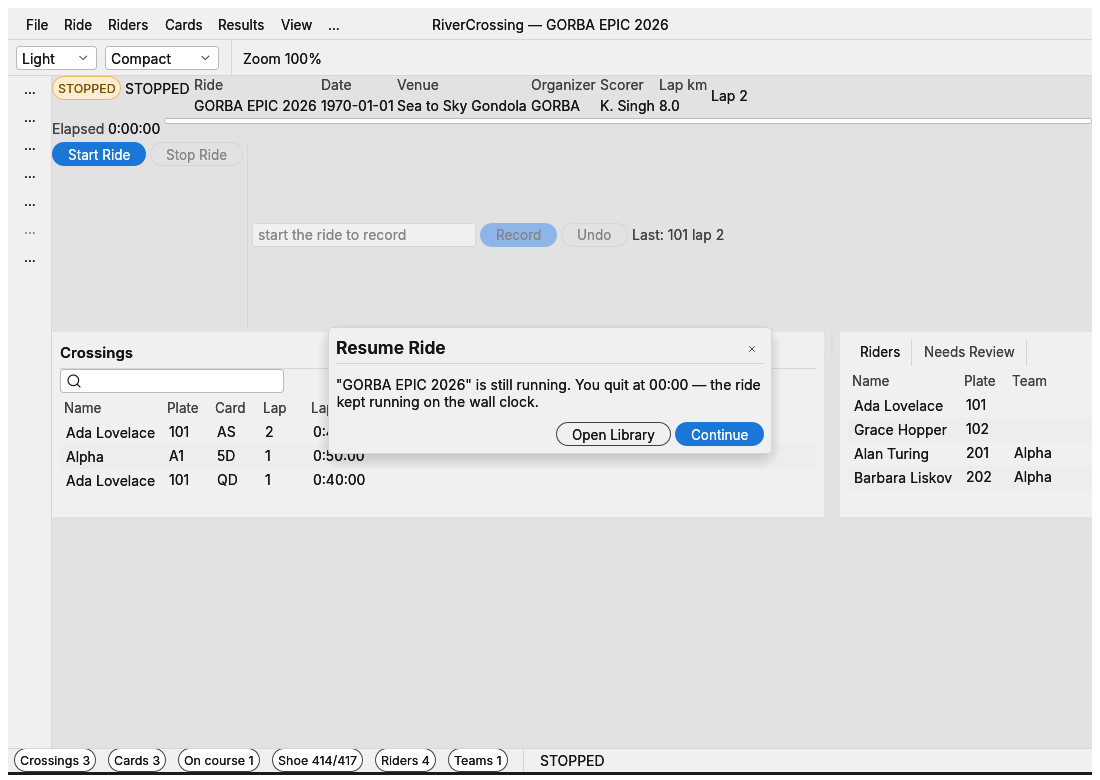 File Ride Riders Cards Results View ... RiverCrossing — GORBA EPIC 2026
Light Compact Zoom 100%
...
...
...
...
...
...
...
STOPPED STOPPED
Ride Date Venue Organizer Scorer Lap km
GORBA EPIC 2026 1970-01-01 Sea to Sky Gondola GORBA K. Singh 8.0
Lap 2
Elapsed 0:00:00
Start Ride Stop Ride
start the ride to record Record Undo Last: 101 lap 2
Resume Ride ×
"GORBA EPIC 2026" is still running. You quit at 00:00 — the ride
kept running on the wall clock.
Open Library Continue
Crossings
Name Plate Card Lap
Ada Lovelace 101 AS 2
Alpha A1 5D 1 0:50:00
Ada Lovelace 101 QD 1 0:40:00
Riders Needs Review
Name Plate Team
Ada Lovelace 101
Grace Hopper 102
Alan Turing 201 Alpha
Barbara Liskov 202 Alpha
Crossings 3 Cards 3 On course 1 Shoe 414/417 Riders 4 Teams 1 STOPPED